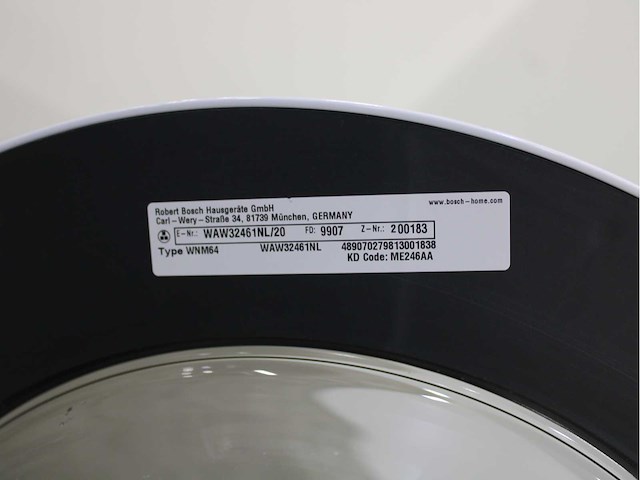 Robert Bosch Hausgeräte GmbH
www.bosch-home.com
Carl-Wery-Straße 34, 81739 München, GERMANY
E-Nr.: WAW32461NL/20 FD: 9907 Z-Nr.: 200183
Type WNM64 WAW32461NL 489070279813001838
KD Code: ME246AA